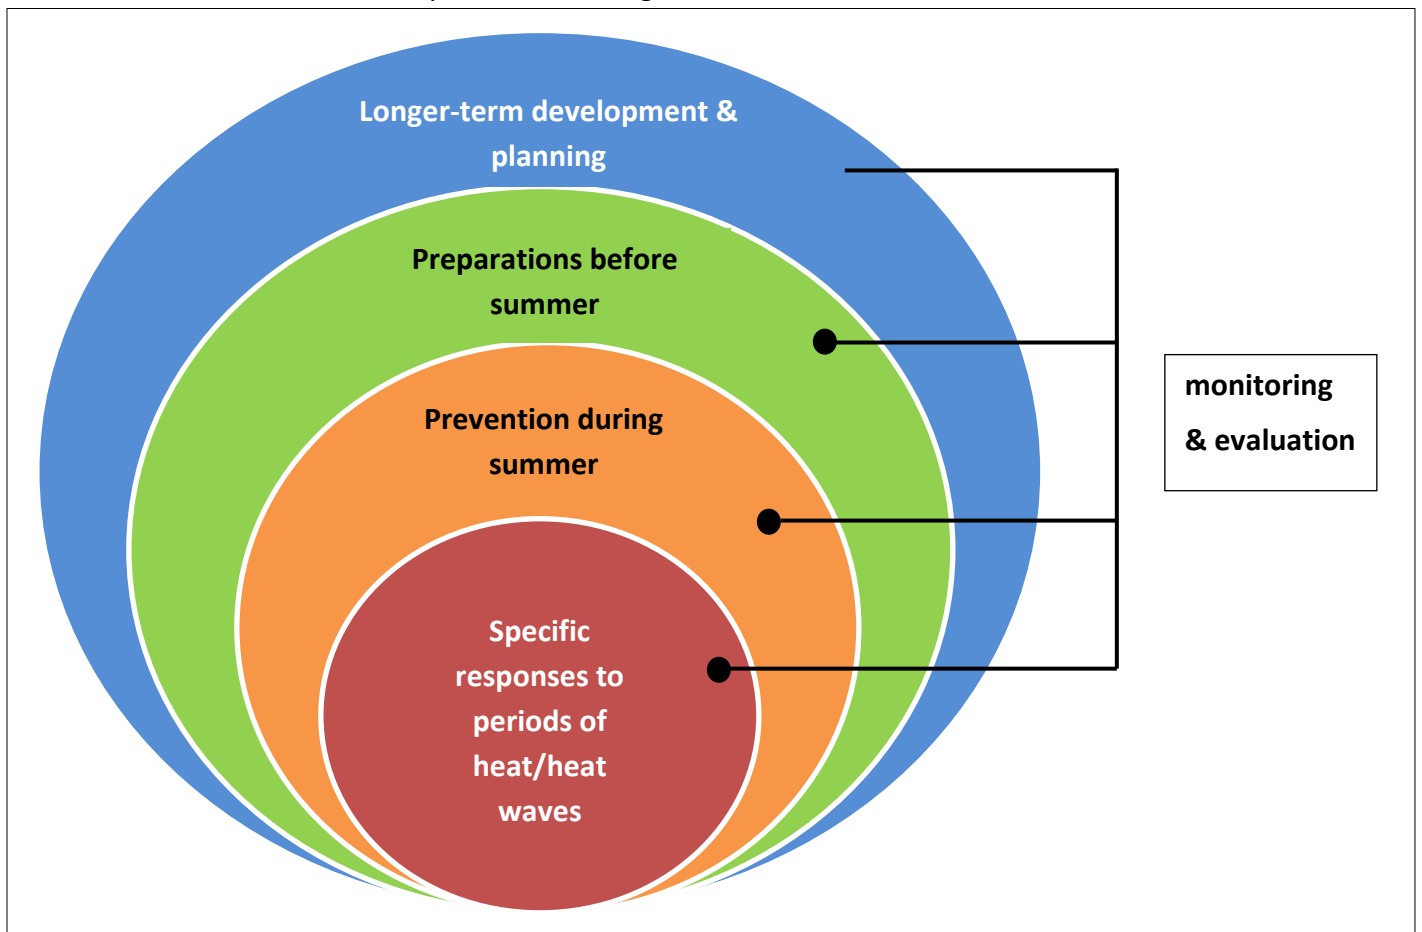 Longer-term development &
planning
Preparations before
summer
Prevention during
summer
Specific
responses to
periods of
heat/heat
waves
monitoring
& evaluation